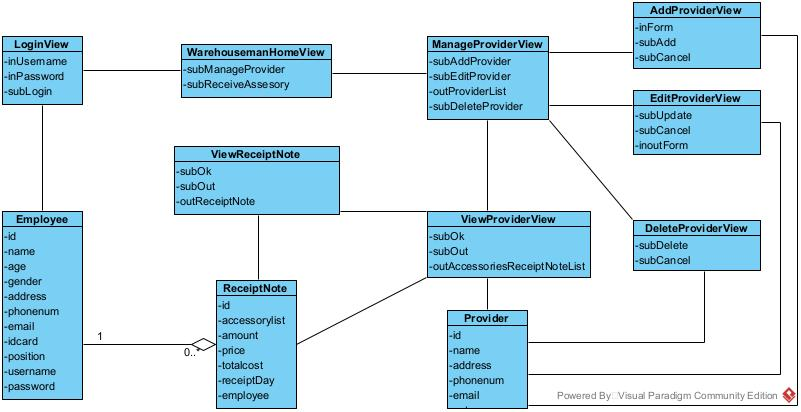 LoginView
-inUsername
-inPassword
-subLogin
WarehousemanHomeView
-subManageProvider
-subReceiveAssesory
ManageProviderView
-subAddProvider
-subEditProvider
-outProviderList
-subDeleteProvider
AddProviderView
-inForm
-subAdd
-subCancel
EditProviderView
-subUpdate
-subCancel
-inoutForm
ViewReceiptNote
-subOk
-subOut
-outReceiptNote
Employee
-id
-name
-age
-gender
-address
-phonenum
-email
-idcard
-position
-username
-password
ViewProviderView
-subOk
-subOut
-outAccessoriesReceiptNoteList
DeleteProviderView
-subDelete
-subCancel
ReceiptNote
-id
-accessorylist
-amount
-price
-totalcost
-receiptDay
-employee
1
0..*
Provider
-id
-name
-address
-phonenum
-email
Powered By: Visual Paradigm Community Edition